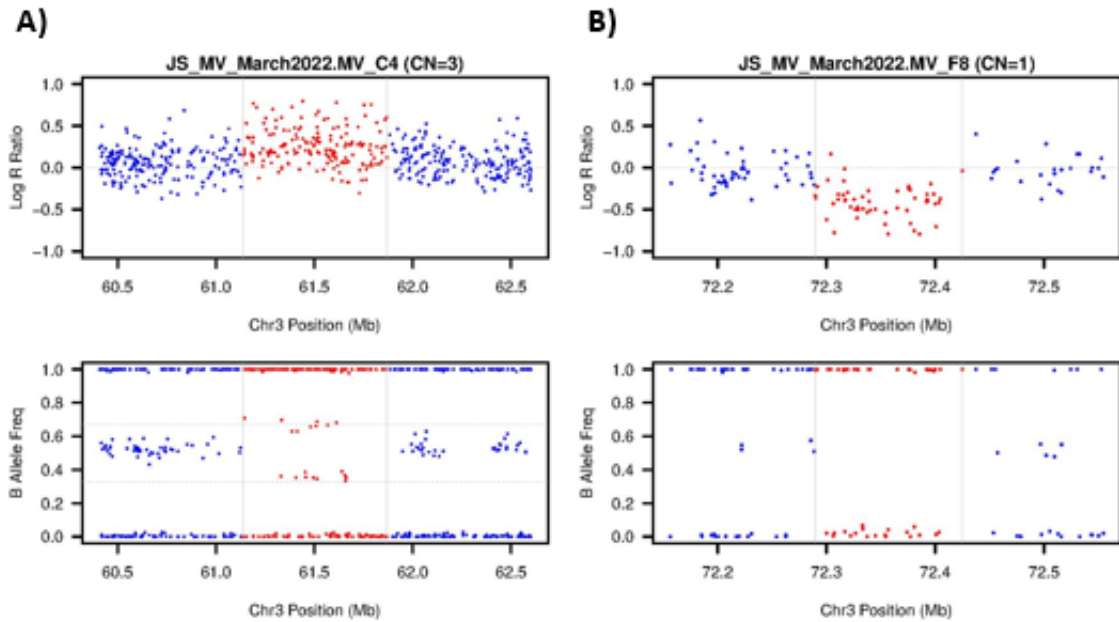 A)
B)
JS_MV_March2022.MV_C4 (CN=3)
1.0
0.5
0.0
−0.5
−1.0
Log R Ratio
60.5 61.0 61.5 62.0 62.5
Chr3 Position (Mb)
1.0
0.8
0.6
0.4
0.2
0.0
B Allele Freq
60.5 61.0 61.5 62.0 62.5
Chr3 Position (Mb)
JS_MV_March2022.MV_F8 (CN=1)
1.0
0.5
0.0
−0.5
−1.0
Log R Ratio
72.2 72.3 72.4 72.5
Chr3 Position (Mb)
1.0
0.8
0.6
0.4
0.2
0.0
B Allele Freq
72.2 72.3 72.4 72.5
Chr3 Position (Mb)